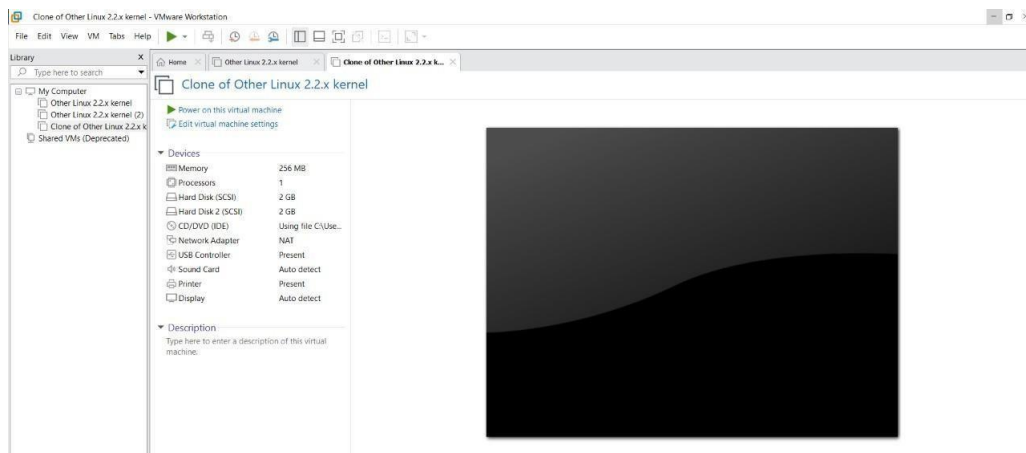 Clone of Other Linux 2.2.x kernel - VMware Workstation
File Edit View VM Tabs Help
Library X
Type here to search
My Computer
Other Linux 2.2.x kernel
Other Linux 2.2.x kernel (2)
Clone of Other Linux 2.2.x k
Shared VMs (Deprecated)
Home Other Linux 2.2.x kernel Clone of Other Linux 2.2.x k...
Clone of Other Linux 2.2.x kernel
Power on this virtual machine
Edit virtual machine settings
Devices
Memory 256 MB
Processors 1
Hard Disk (SCSI) 2 GB
Hard Disk 2 (SCSI) 2 GB
CD/DVD (IDE) Using file C:\Use...
Network Adapter NAT
USB Controller Present
Sound Card Auto detect
Printer Present
Display Auto detect
Description
Type here to enter a description of this virtual
machine.